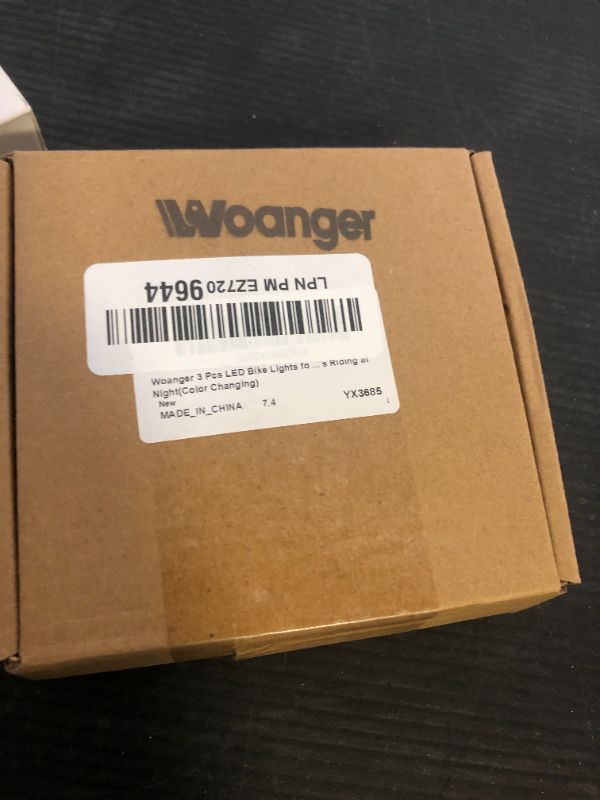 Woanger
LPN PM EZ720 9644
Woanger 3 Pcs LED Bike Lights fo ... s Riding at
Night(Color Changing)
New
MADE_IN_CHINA 7.4 YX3685